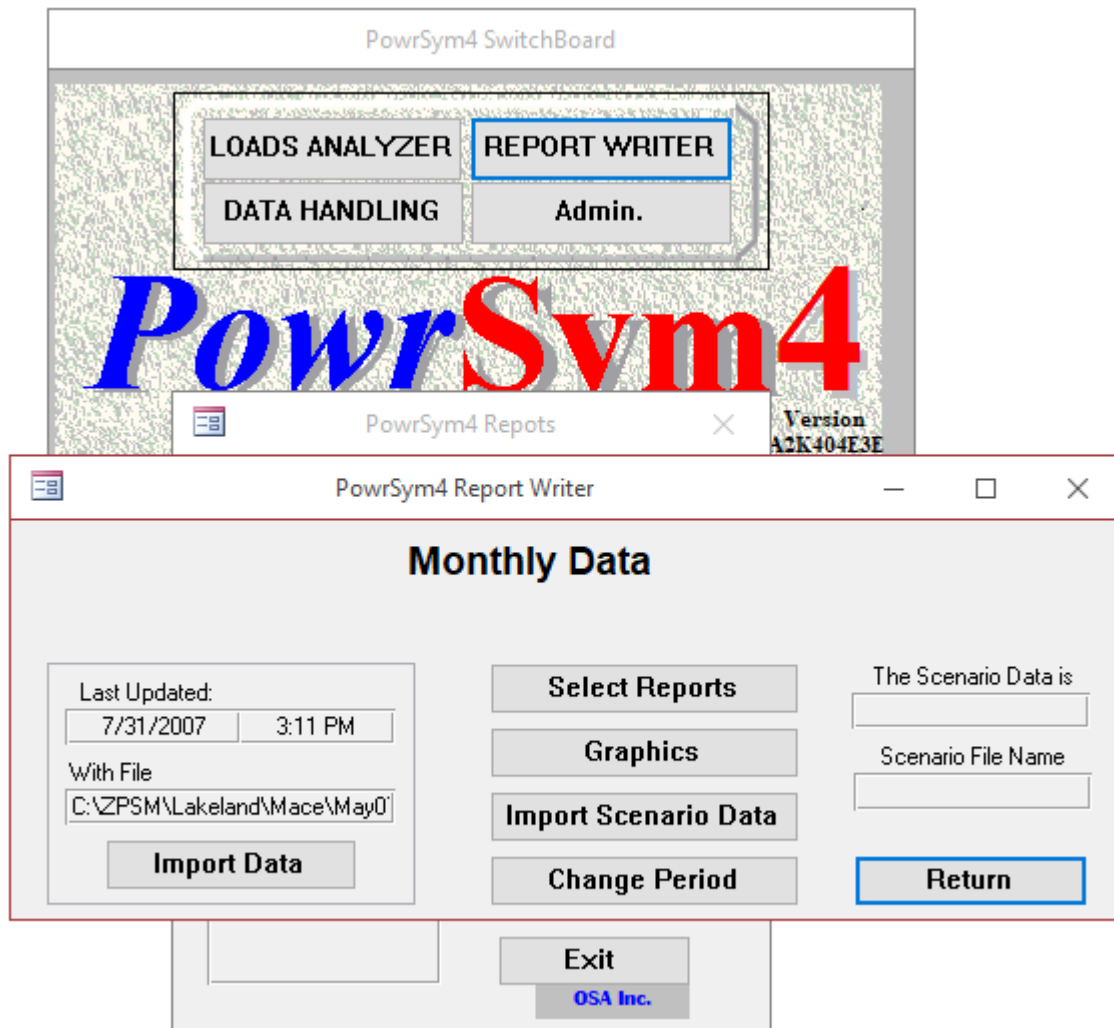 PowrSym4 SwitchBoard
LOADS ANALYZER REPORT WRITER
DATA HANDLING Admin.
PowrSym4
PowrSym4 Repots
Version
A2K404E3E
PowrSym4 Report Writer
Monthly Data
Last Updated:
7/31/2007 3:11 PM
With File
C:\ZPSM\Lakeland\Mace\May0
Import Data
Select Reports
Graphics
Import Scenario Data
Change Period
The Scenario Data is
Scenario File Name
Return
Exit
OSA Inc.